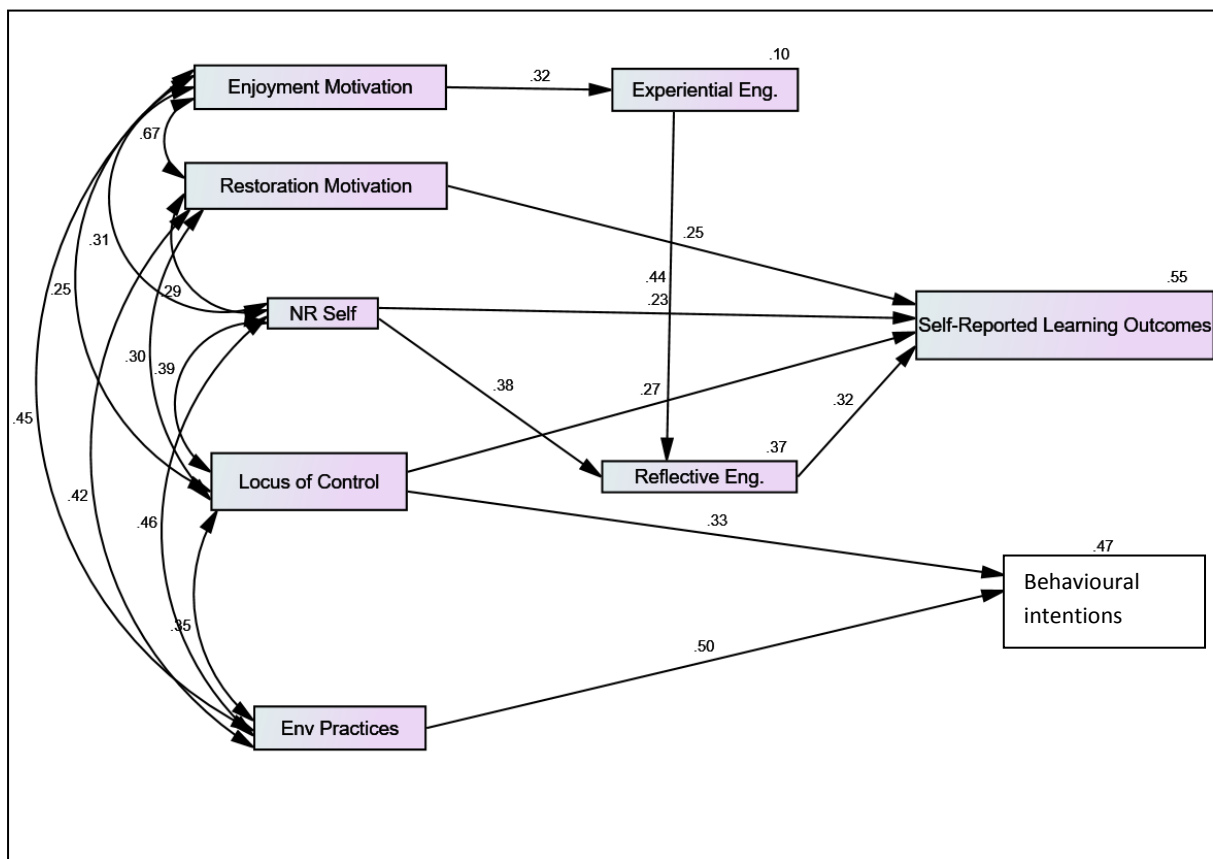 .10
Enjoyment Motivation
.32
Experiential Eng.
.67
Restoration Motivation
.31
.25
.25
.29
.44
.23
.55
NR Self
Self-Reported Learning Outcomes
.30
.39
.38
.27
.32
.45
.37
Locus of Control
Reflective Eng.
.42
.46
.33
.47
Behavioural
intentions
.35
.50
Env Practices